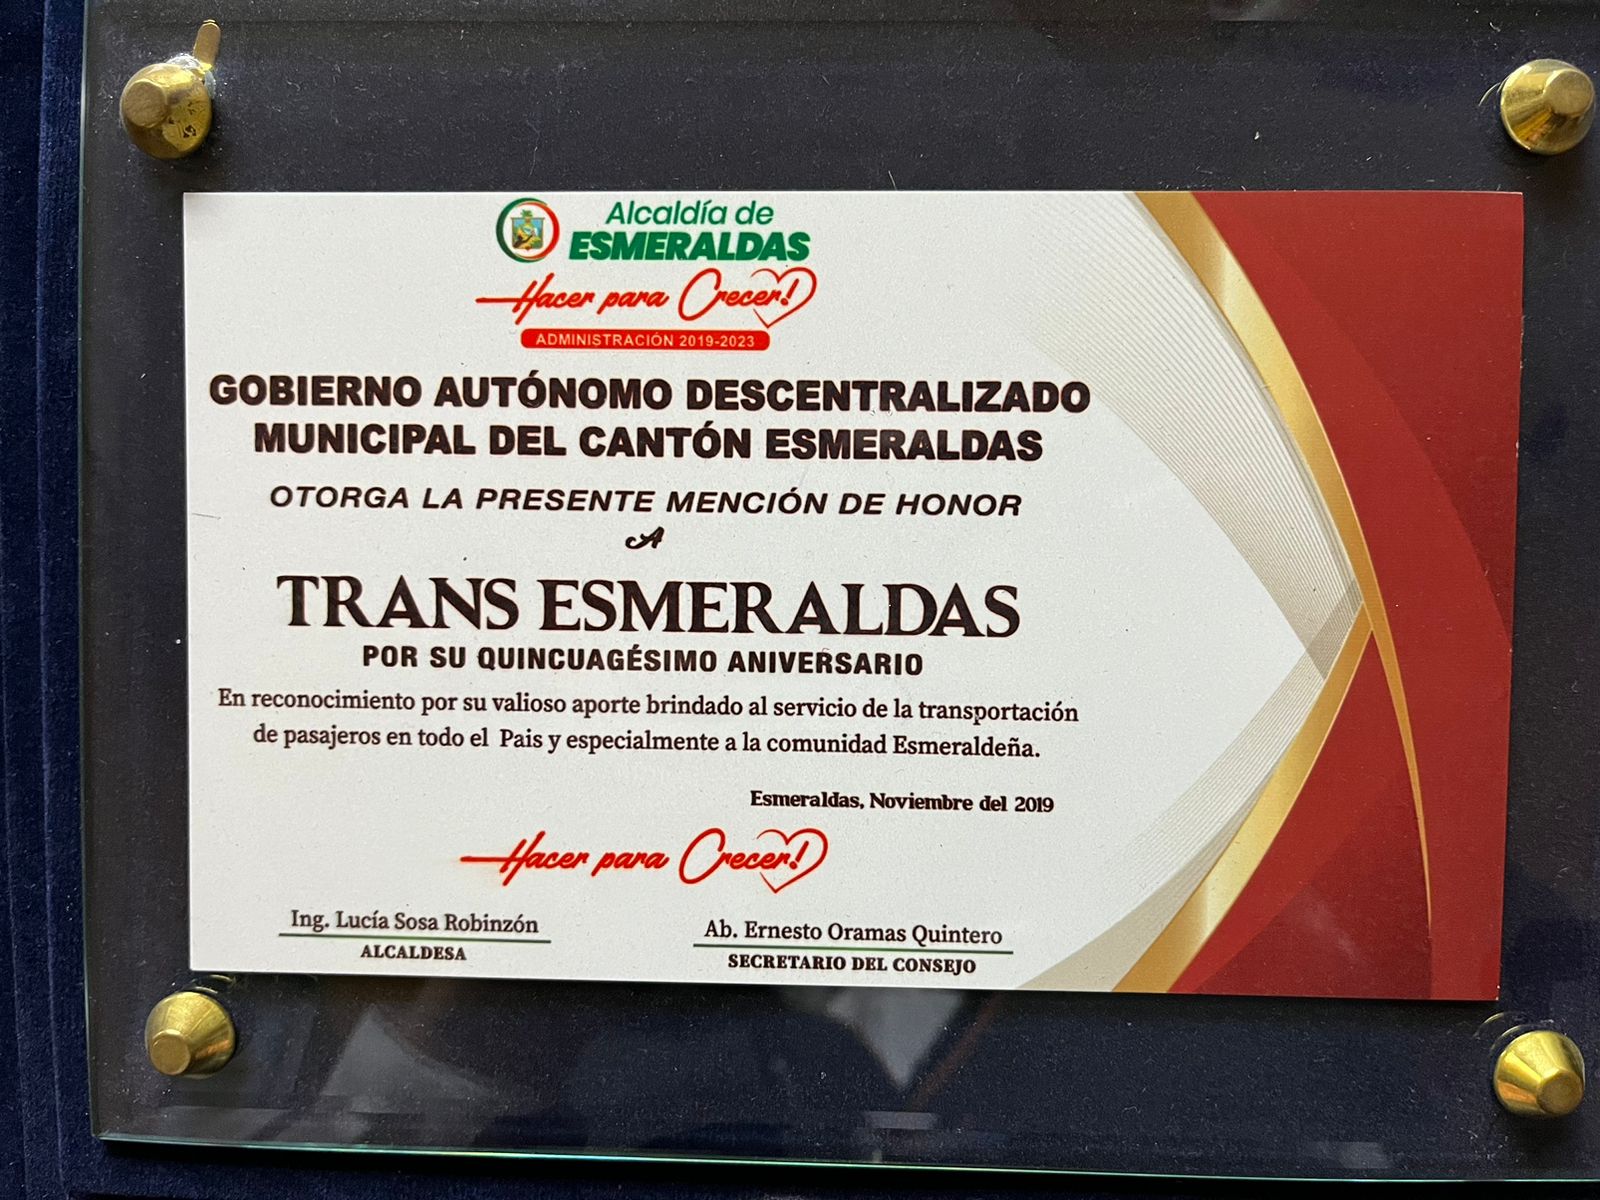 Alcaldía de
ESMERALDAS
Hacer para Crecer!
ADMINISTRACIÓN 2019-2023
GOBIERNO AUTÓNOMO DESCENTRALIZADO
MUNICIPAL DEL CANTÓN ESMERALDAS
OTORGA LA PRESENTE MENCIÓN DE HONOR
A
TRANS ESMERALDAS
POR SU QUINCUAGÉSIMO ANIVERSARIO
En reconocimiento por su valioso aporte brindado al servicio de la transportación
de pasajeros en todo el Pais y especialmente a la comunidad Esmeraldeña.
Esmeraldas, Noviembre del 2019
Hacer para Crecer!
Ing. Lucía Sosa Robinzón
ALCALDESA
Ab. Ernesto Oramas Quintero
SECRETARIO DEL CONSEJO